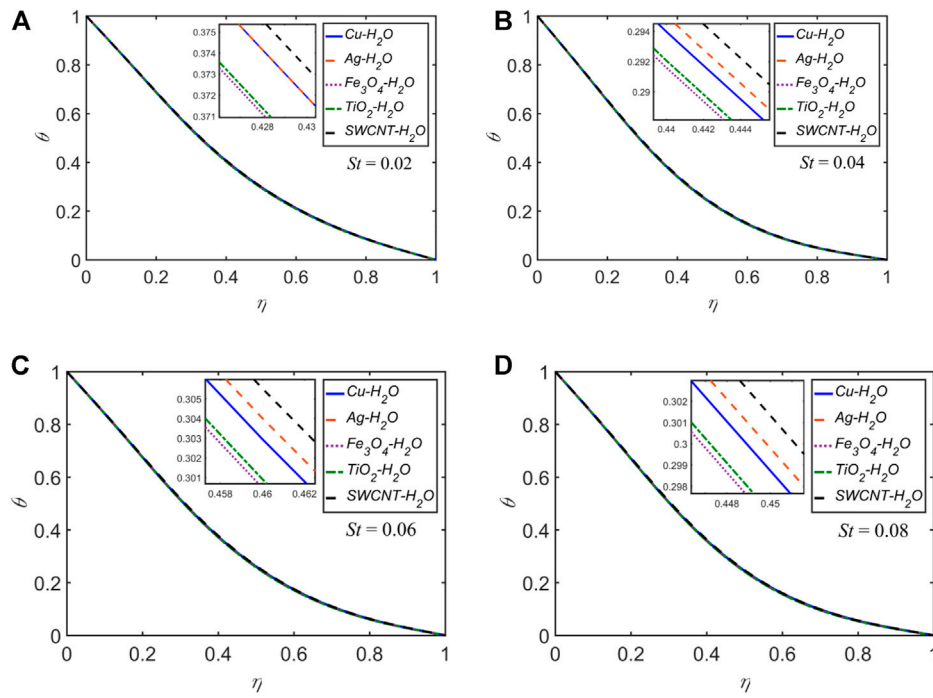 A
1
0.8
0.6
0.4
0.2
0
θ
0.375
0.374
0.373
0.372
0.371
0.428
0.43
Cu-H₂O
Ag-H₂O
Fe₃O₄-H₂O
TiO₂-H₂O
SWCNT-H₂O
St = 0.02
0 0.2 0.4 0.6 0.8 1
η
B
1
0.8
0.6
0.4
0.2
0
θ
0.294
0.292
0.29
0.44 0.442 0.444
Cu-H₂O
Ag-H₂O
Fe₃O₄-H₂O
TiO₂-H₂O
SWCNT-H₂O
St = 0.04
0 0.2 0.4 0.6 0.8 1
η
C
1
0.8
0.6
0.4
0.2
0
θ
0.305
0.304
0.303
0.302
0.301
0.458 0.46 0.462
Cu-H₂O
Ag-H₂O
Fe₃O₄-H₂O
TiO₂-H₂O
SWCNT-H₂O
St = 0.06
0 0.2 0.4 0.6 0.8 1
η
D
1
0.8
0.6
0.4
0.2
0
θ
0.302
0.301
0.3
0.299
0.298
0.448 0.45
Cu-H₂O
Ag-H₂O
Fe₃O₄-H₂O
TiO₂-H₂O
SWCNT-H₂O
St = 0.08
0 0.2 0.4 0.6 0.8 1
η